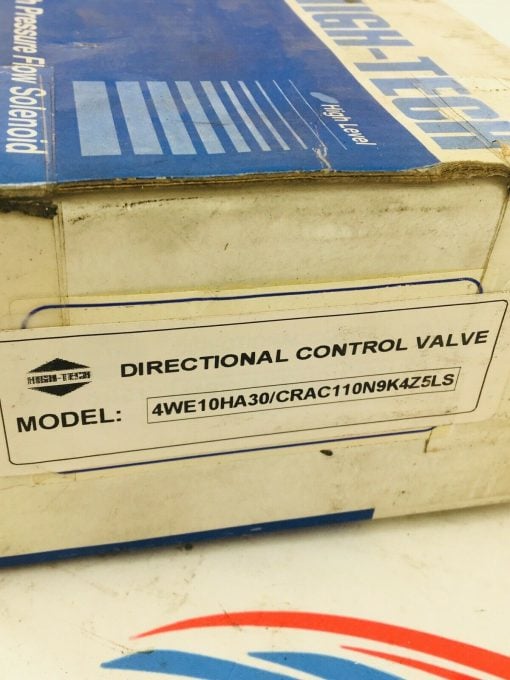 h Pressure Flow Solenoid
HIGH-TECH
High Level
HIGH-TECH
DIRECTIONAL CONTROL VALVE
MODEL: 4WE10HA30/CRAC110N9K4Z5LS